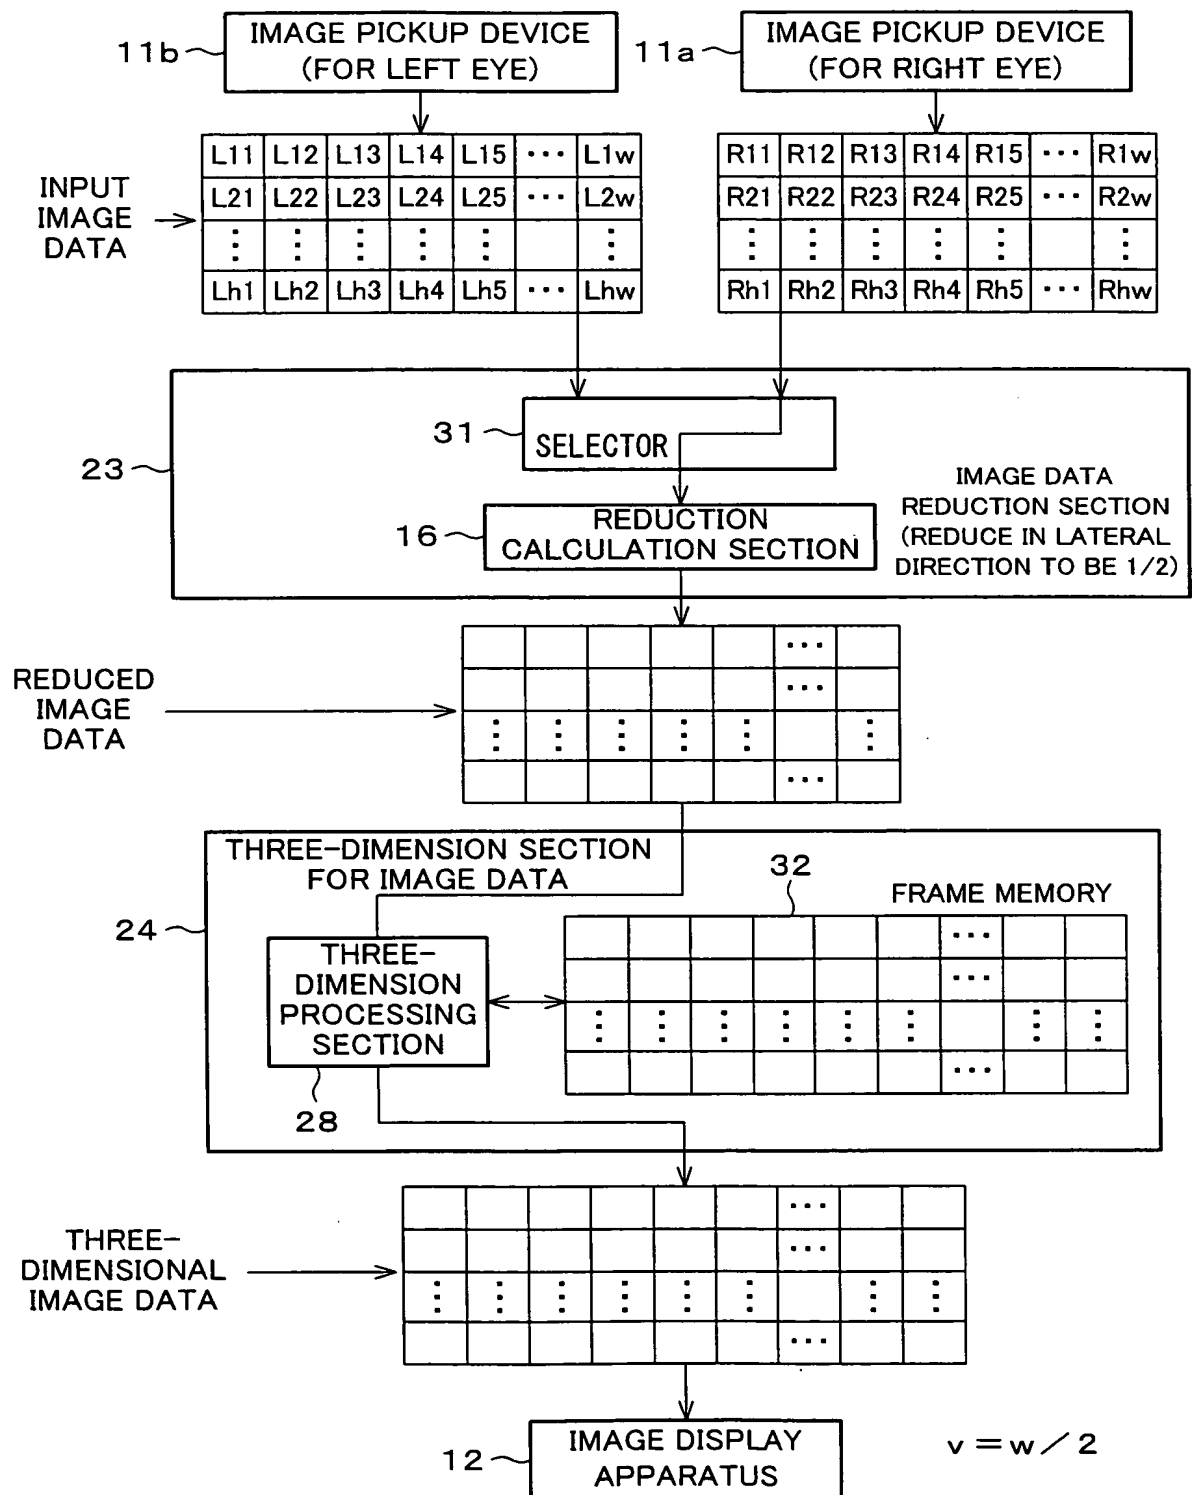 11b
IMAGE PICKUP DEVICE
(FOR LEFT EYE)
11a
IMAGE PICKUP DEVICE
(FOR RIGHT EYE)
INPUT
IMAGE
DATA
L11 L12 L13 L14 L15 ··· L1w
L21 L22 L23 L24 L25 ··· L2w
Lh1 Lh2 Lh3 Lh4 Lh5 ··· Lhw
R11 R12 R13 R14 R15 ··· R1w
R21 R22 R23 R24 R25 ··· R2w
Rh1 Rh2 Rh3 Rh4 Rh5 ··· Rhw
23
31
SELECTOR
16
REDUCTION
CALCULATION SECTION
IMAGE DATA
REDUCTION SECTION
(REDUCE IN LATERAL
DIRECTION TO BE 1/2)
REDUCED
IMAGE
DATA
24
THREE-DIMENSION SECTION
FOR IMAGE DATA
32
FRAME MEMORY
THREE-
DIMENSION
PROCESSING
SECTION
28
THREE-
DIMENSIONAL
IMAGE DATA
12
IMAGE DISPLAY
APPARATUS
v = w / 2